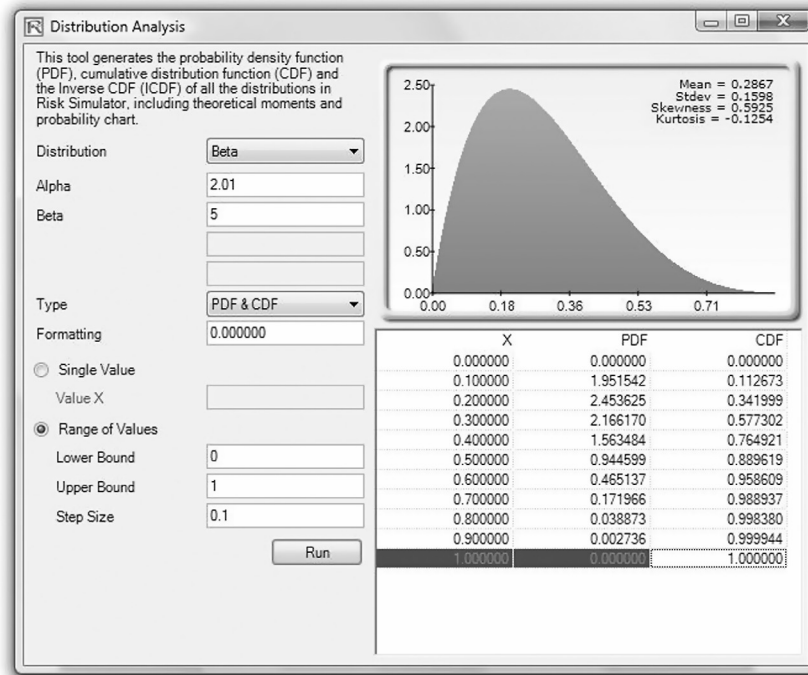 Distribution Analysis
This tool generates the probability density function
(PDF), cumulative distribution function (CDF) and
the Inverse CDF (ICDF) of all the distributions in
Risk Simulator, including theoretical moments and
probability chart.
Distribution Beta
Alpha 2.01
Beta 5
Type PDF & CDF
Formatting 0.000000
Single Value
Value X
Range of Values
Lower Bound 0
Upper Bound 1
Step Size 0.1
Run
Mean = 0.2867
Stdev = 0.1598
Skewness = 0.5925
Kurtosis = -0.1254
2.50
2.00
1.50
1.00
0.50
0.00
0.00 0.18 0.36 0.53 0.71
X PDF CDF
0.000000 0.000000 0.000000
0.100000 1.951542 0.112673
0.200000 2.453625 0.341999
0.300000 2.166170 0.577302
0.400000 1.563484 0.764921
0.500000 0.944599 0.889619
0.600000 0.465137 0.958609
0.700000 0.171966 0.988937
0.800000 0.038873 0.998380
0.900000 0.002736 0.999944
1.000000 0.000000 1.000000